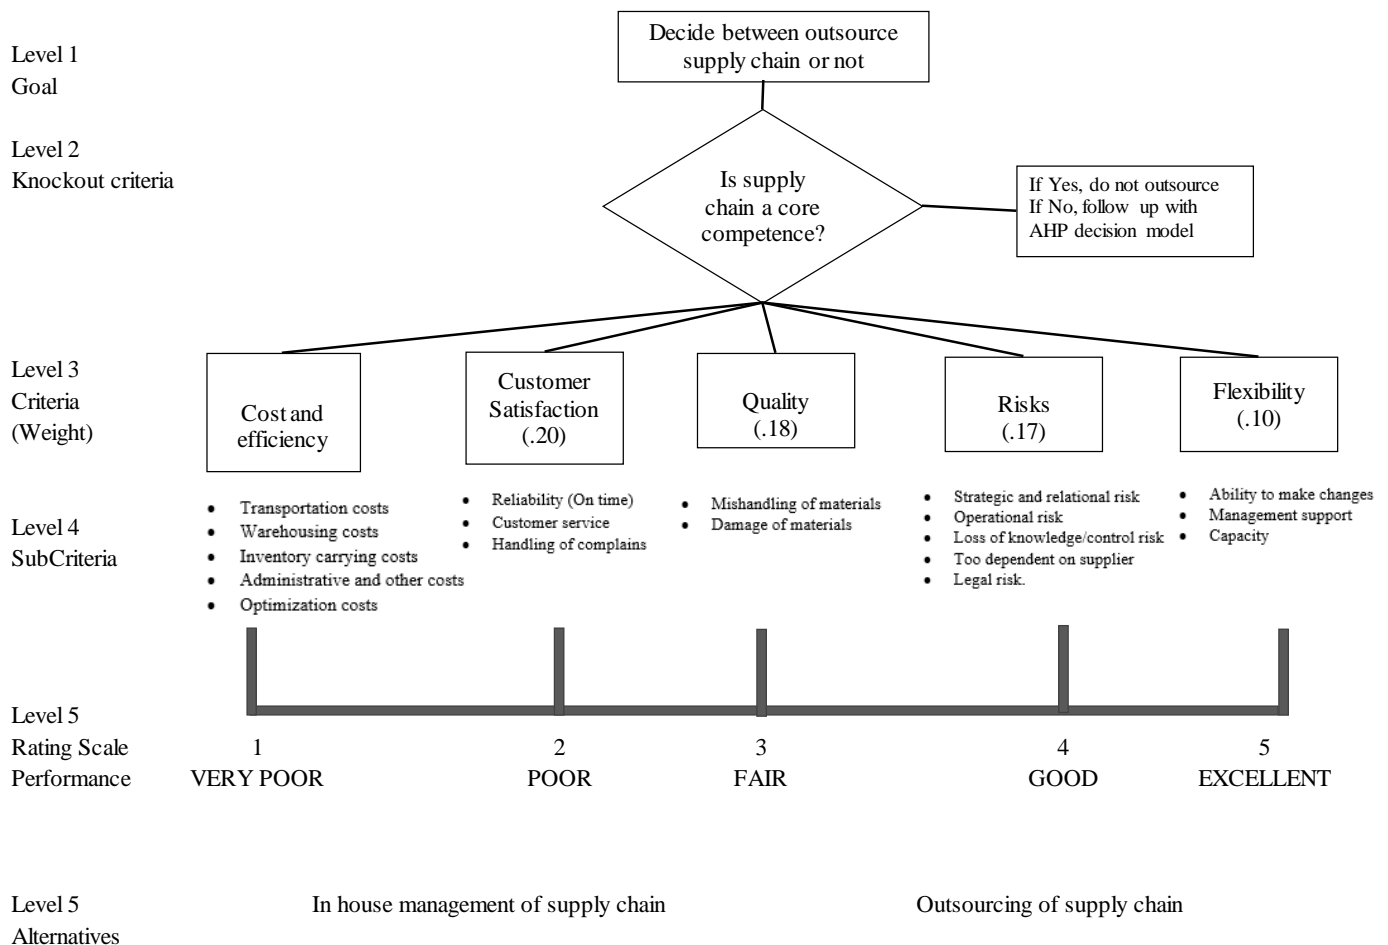 Decide between outsource
supply chain or not
Level 1
Goal
Level 2
Knockout criteria
Is supply
chain a core
competence?
If Yes, do not outsource
If No, follow up with
AHP decision model
Level 3
Criteria
(Weight)
Cost and
efficiency
Customer
Satisfaction
(.20)
Quality
(.18)
Risks
(.17)
Flexibility
(.10)
Level 4
SubCriteria
• Transportation costs
• Warehousing costs
• Inventory carrying costs
• Administrative and other costs
• Optimization costs
• Reliability (On time)
• Customer service
• Handling of complains
• Mishandling of materials
• Damage of materials
• Strategic and relational risk
• Operational risk
• Loss of knowledge/control risk
• Too dependent on supplier
• Legal risk.
• Ability to make changes
• Management support
• Capacity
Level 5
Rating Scale
Performance
1
VERY POOR
2
POOR
3
FAIR
4
GOOD
5
EXCELLENT
Level 5
Alternatives
In house management of supply chain
Outsourcing of supply chain